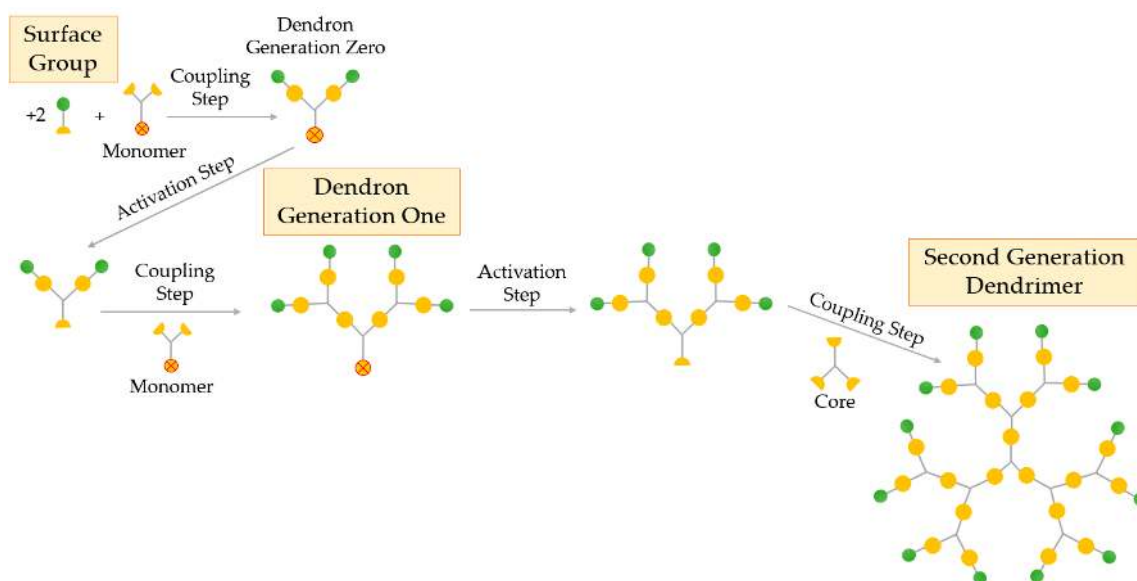 Surface
Group
+2
+
Monomer
Coupling
Step
Dendron
Generation Zero
Activation Step
Coupling
Step
Monomer
Dendron
Generation One
Activation
Step
Coupling Step
Core
Second Generation
Dendrimer